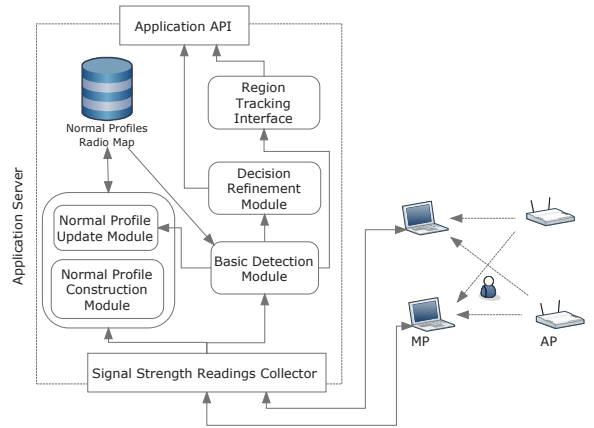 Application API
Region
Tracking
Interface
Normal Profiles
Radio Map
Decision
Refinement
Module
Application Server
Normal Profile
Update Module
Basic Detection
Module
Normal Profile
Construction
Module
MP
AP
Signal Strength Readings Collector